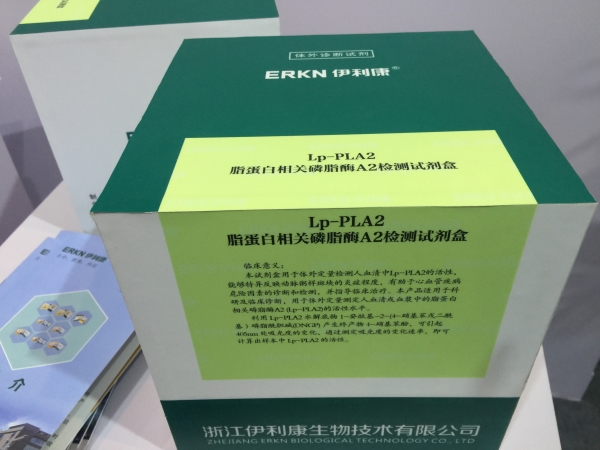 体外诊断试剂
ERKN 伊利康®
Lp-PLA2
脂蛋白相关磷脂酶A2检测试剂盒
Lp-PLA2
脂蛋白相关磷脂酶A2检测试剂盒
临床意义:
本试剂盒用于体外定量检测人血清中Lp-PLA2的活性,
能够特异反映动脉粥样斑块的炎症程度,有助于心血管疾病
危险因素的诊断和检测,并指导临床治疗。本产品适用于科
研及临床诊断,用于体外定量测定人血清或血浆中的脂蛋白
相关磷脂酶A2(Lp-PLA2)的活性水平。
利用Lp-PLA2水解底物1-
-2-(4-硝基苯戊二酰
基)磷脂酰胆碱
产生终产物4-硝基苯酚,可引起
405nm处吸光度的变化,通过测定吸光度的变化速率,即可
计算出样本中Lp-PLA2的活性。
浙江伊利康生物技术有限公司
ZHEJIANG ERKN BIOLOGICAL TECHNOLOGY CO., LTD
ERKN 伊利康
介